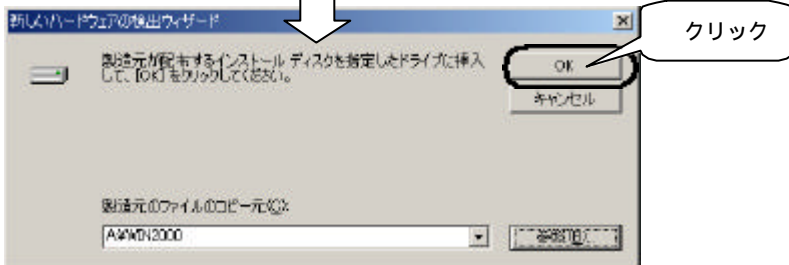 新しいハードウェアの検出ウィザード
クリック
製造元が配布するインストール ディスクを指定したドライブに挿入
して、[OK] をクリックしてください。
OK
キャンセル
製造元のファイルのコピー元(C):
A:¥WIN2000
参照(B)...